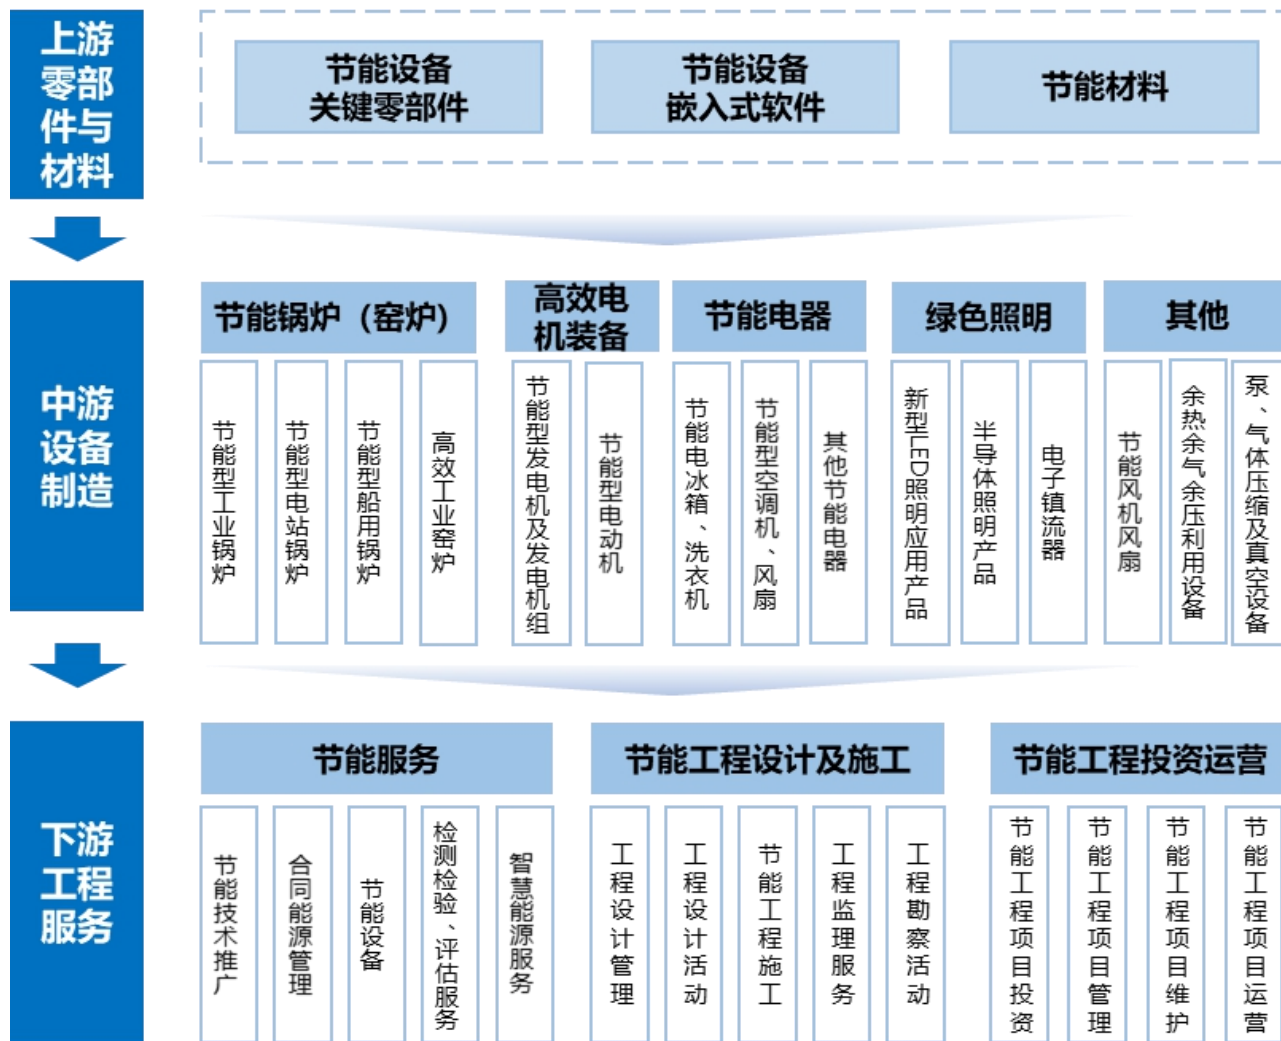 上游
零部
件与
材料
节能设备
关键零部件
节能设备
嵌入式软件
节能材料
中游
设备
制造
节能锅炉（窑炉）
高效电
机装备
节能电器
绿色照明
其他
节能型工业锅炉
节能型电站锅炉
节能型船用锅炉
高效工业窑炉
节能型发电机及发电机组
节能型电动机
节能电冰箱、洗衣机
节能型空调机、风扇
其他节能电器
新型LED照明应用产品
半导体照明产品
电子镇流器
节能风机风扇
余热余气余压利用设备
泵、气体压缩及真空设备
下游
工程
服务
节能服务
节能工程设计及施工
节能工程投资运营
节能技术推广
合同能源管理
节能设备
检测检验、评估服务
智慧能源服务
工程设计管理
工程设计活动
节能工程施工
工程监理服务
工程勘察活动
节能工程项目投资
节能工程项目管理
节能工程项目维护
节能工程项目运营